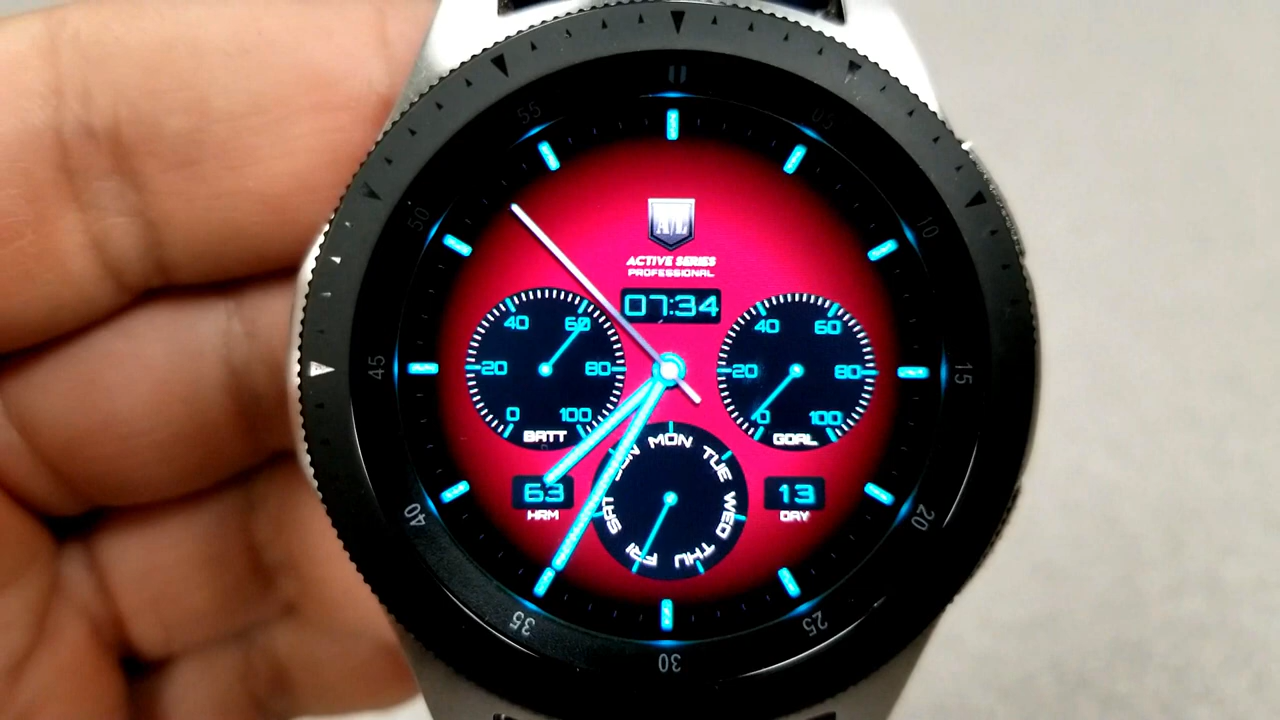 55
05
50
10
45
15
40
20
35
25
30
A/L
ACTIVE SERIES
PROFESSIONAL
07:34
40 60
20 80
0 100
BATT
40 60
20 80
0 100
GOAL
63
HRM
MON
TUE
WED
THU
FRI
SAT
13
DAY